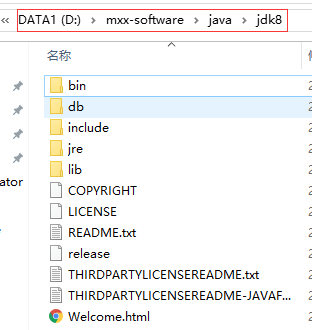 DATA1 (D:) > mxx-software > java > jdk8
名称
bin
db
include
jre
lib
COPYRIGHT
ator
LICENSE
README.txt
release
THIRDPARTYLICENSEREADME.txt
THIRDPARTYLICENSEREADME-JAVAF...
Welcome.html